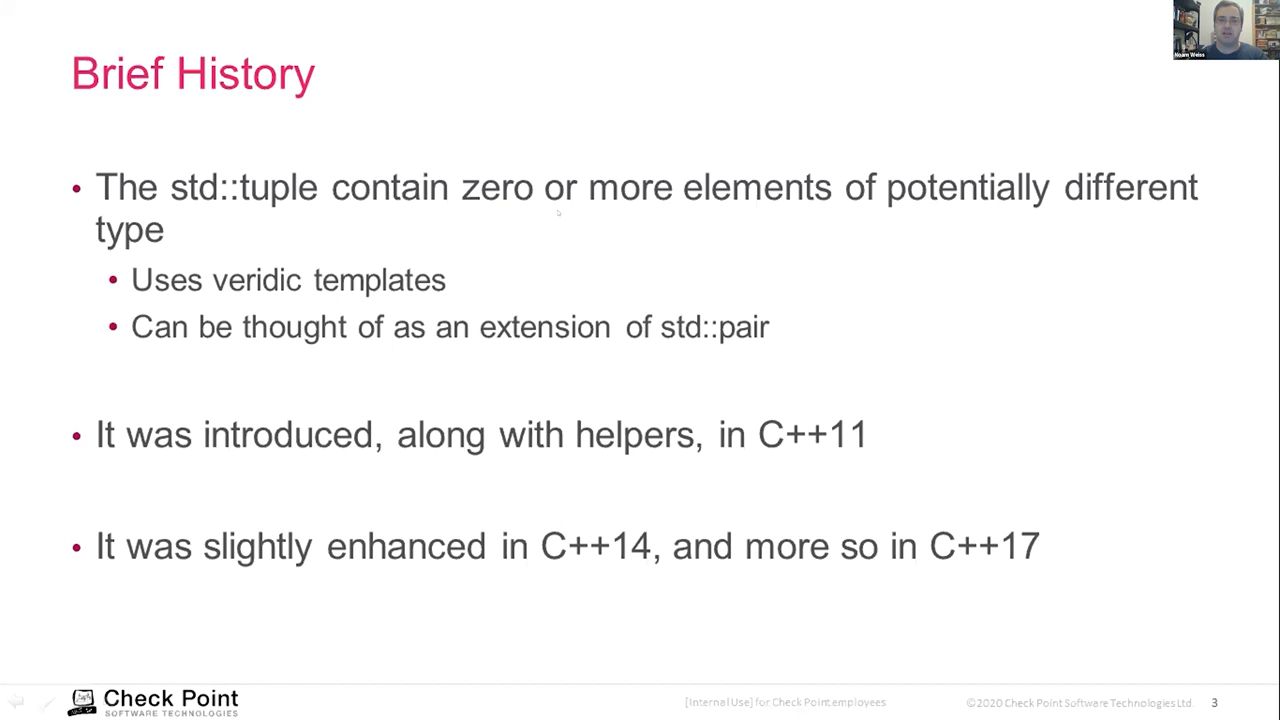 Noam Weiss
Brief History
• The std::tuple contain zero or more elements of potentially different
type
• Uses veridic templates
• Can be thought of as an extension of std::pair
• It was introduced, along with helpers, in C++11
• It was slightly enhanced in C++14, and more so in C++17
Check Point
SOFTWARE TECHNOLOGIES
[Internal Use] for Check Point employees
©2020 Check Point Software Technologies Ltd.
3